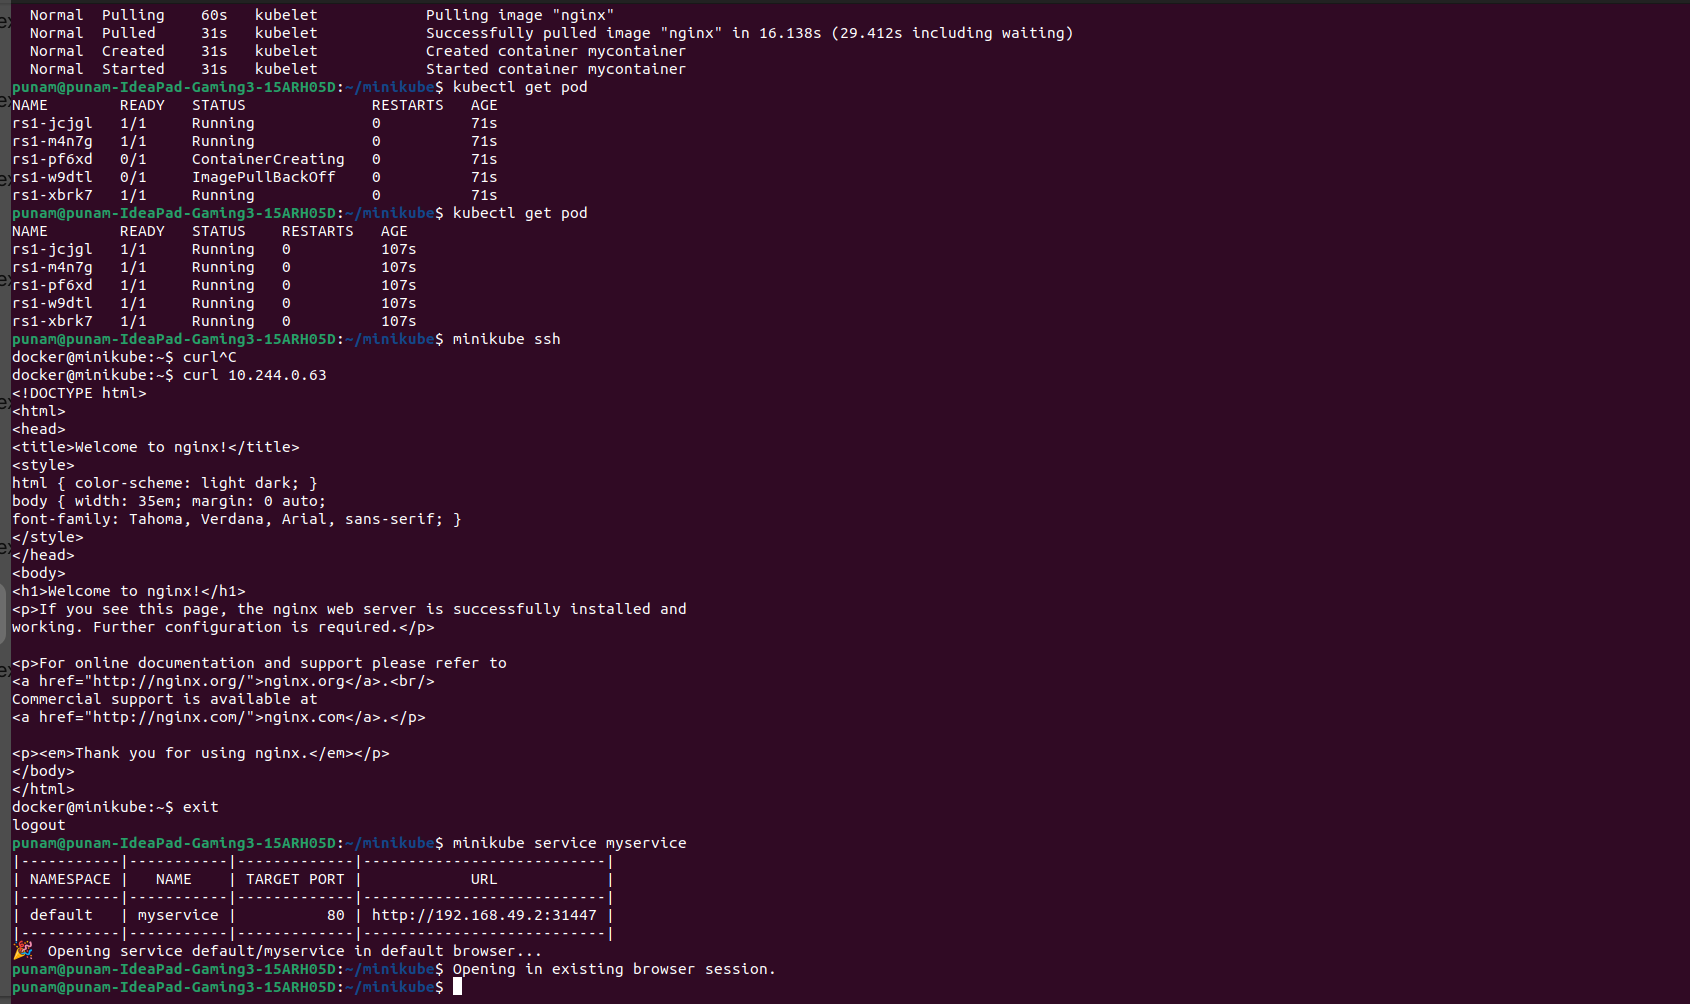 Normal  Pulling    60s   kubelet            Pulling image "nginx"
Normal  Pulled     31s   kubelet            Successfully pulled image "nginx" in 16.138s (29.412s including waiting)
Normal  Created    31s   kubelet            Created container mycontainer
Normal  Started    31s   kubelet            Started container mycontainer
punam@punam-IdeaPad-Gaming3-15ARH05D:~/minikube$ kubectl get pod
NAME        READY   STATUS              RESTARTS   AGE
rs1-jcjgl   1/1     Running             0          71s
rs1-m4n7g   1/1     Running             0          71s
rs1-pf6xd   0/1     ContainerCreating   0          71s
rs1-w9dtl   0/1     ImagePullBackOff    0          71s
rs1-xbrk7   1/1     Running             0          71s
punam@punam-IdeaPad-Gaming3-15ARH05D:~/minikube$ kubectl get pod
NAME        READY   STATUS    RESTARTS   AGE
rs1-jcjgl   1/1     Running   0          107s
rs1-m4n7g   1/1     Running   0          107s
rs1-pf6xd   1/1     Running   0          107s
rs1-w9dtl   1/1     Running   0          107s
rs1-xbrk7   1/1     Running   0          107s
punam@punam-IdeaPad-Gaming3-15ARH05D:~/minikube$ minikube ssh
docker@minikube:~$ curl^C
docker@minikube:~$ curl 10.244.0.63
<!DOCTYPE html>
<html>
<head>
<title>Welcome to nginx!</title>
<style>
html { color-scheme: light dark; }
body { width: 35em; margin: 0 auto;
font-family: Tahoma, Verdana, Arial, sans-serif; }
</style>
</head>
<body>
<h1>Welcome to nginx!</h1>
<p>If you see this page, the nginx web server is successfully installed and
working. Further configuration is required.</p>

<p>For online documentation and support please refer to
<a href="http://nginx.org/">nginx.org</a>.<br/>
Commercial support is available at
<a href="http://nginx.com/">nginx.com</a>.</p>

<p><em>Thank you for using nginx.</em></p>
</body>
</html>
docker@minikube:~$ exit
logout
punam@punam-IdeaPad-Gaming3-15ARH05D:~/minikube$ minikube service myservice
|-----------|-----------|-------------|---------------------------|
| NAMESPACE |   NAME    | TARGET PORT |            URL            |
|-----------|-----------|-------------|---------------------------|
| default   | myservice |          80 | http://192.168.49.2:31447 |
|-----------|-----------|-------------|---------------------------|
🎉  Opening service default/myservice in default browser...
punam@punam-IdeaPad-Gaming3-15ARH05D:~/minikube$ Opening in existing browser session.
punam@punam-IdeaPad-Gaming3-15ARH05D:~/minikube$